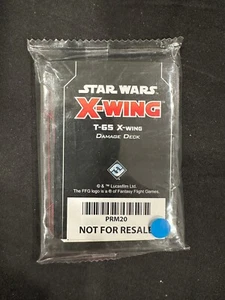 STAR WARS
X-WING
T-65 X-WING
DAMAGE DECK
© & ™ Lucasfilm Ltd.
The FFG logo is a ® of Fantasy Flight Games.
PRM20
NOT FOR RESALE